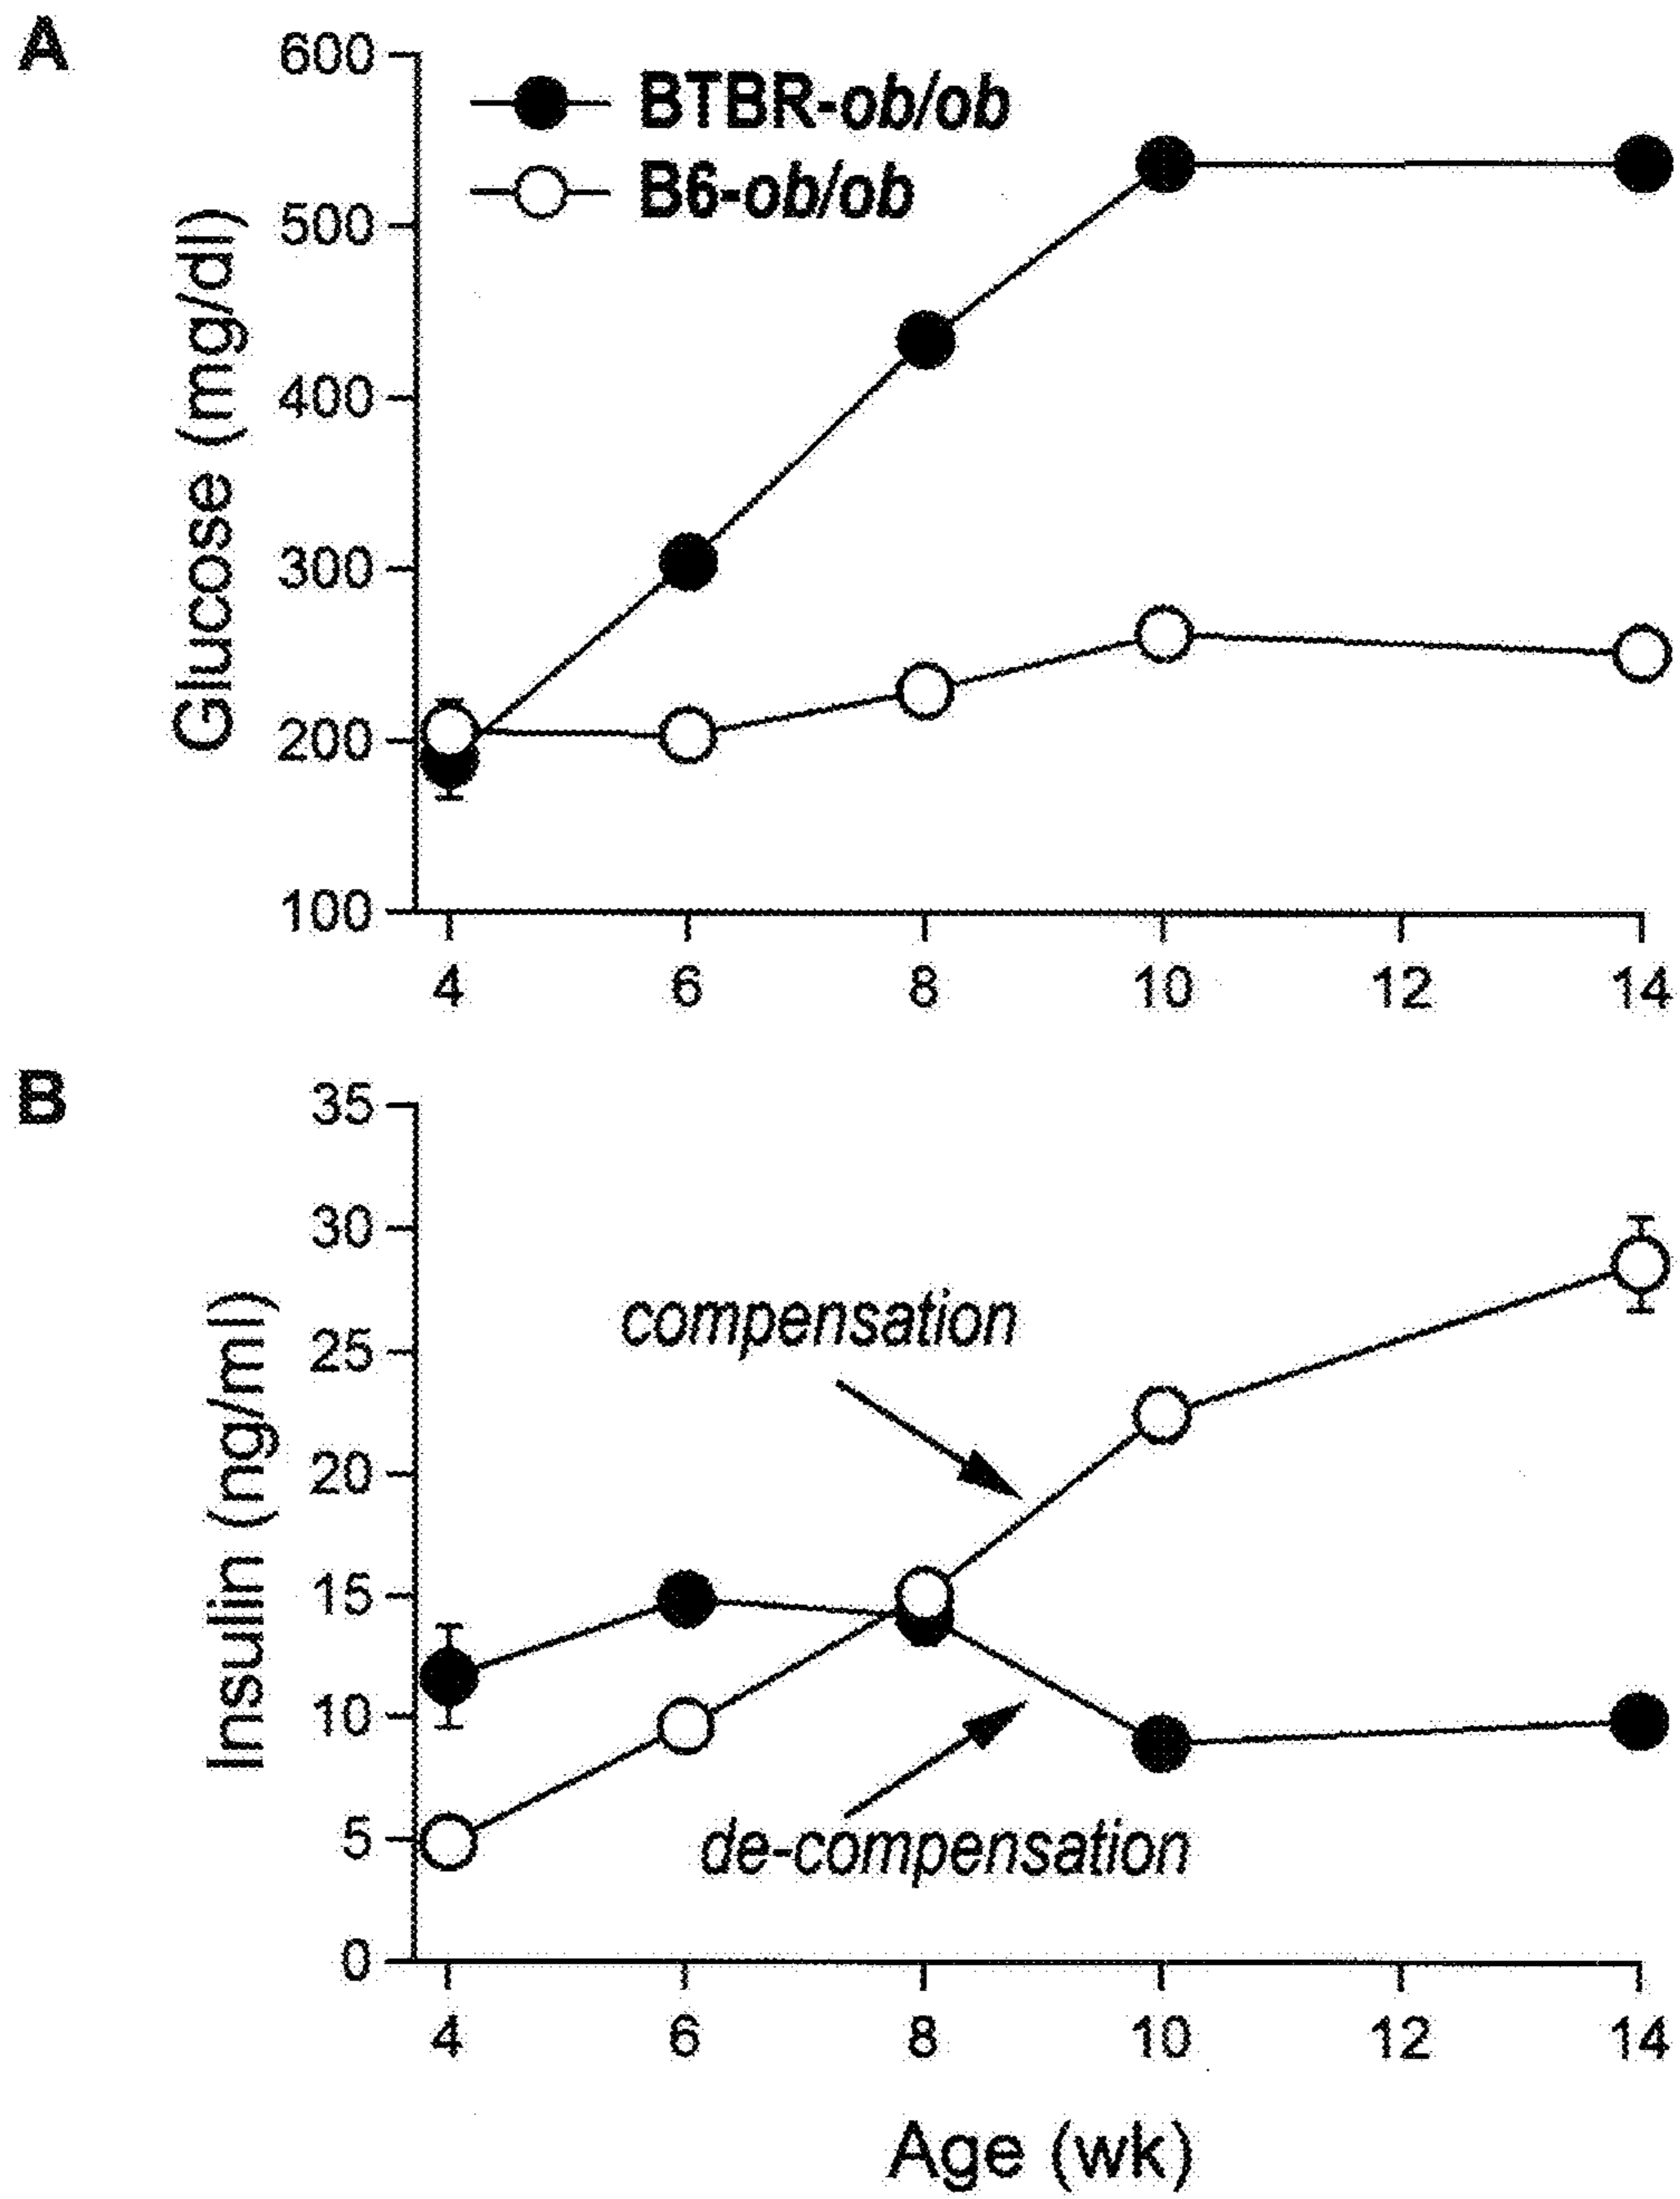 A
600
500
400
300
200
100
Glucose (mg/dl)
BTBR-ob/ob
B6-ob/ob
4 6 8 10 12 14
B
35
30
25
20
15
10
5
0
Insulin (ng/ml)
compensation
de-compensation
4 6 8 10 12 14
Age (wk)